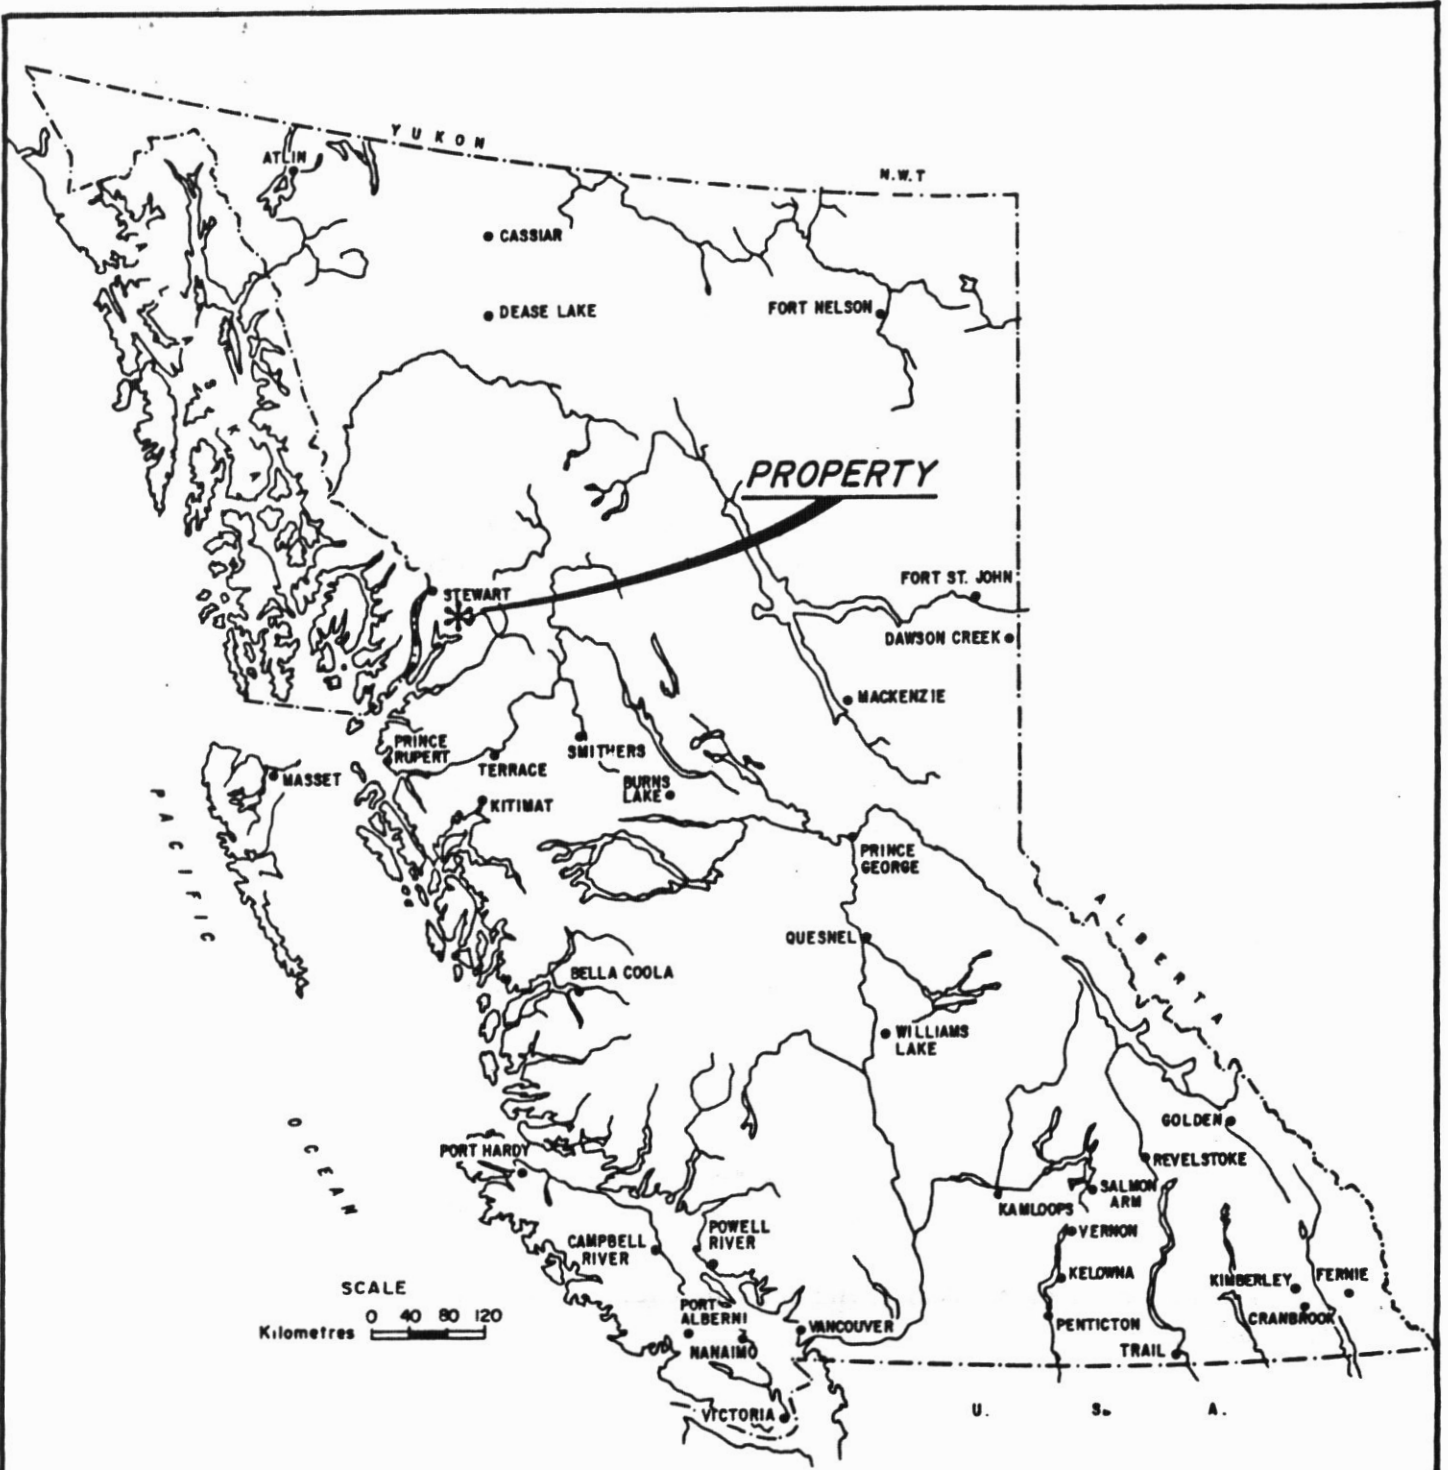 YUKON
N.W.T
ATLIN
CASSIAR
DEASE LAKE
FORT NELSON
ALASKA
PROPERTY
STEWART
FORT ST. JOHN
DAWSON CREEK
MACKENZIE
PRINCE
RUPERT
SMITHERS
TERRACE
MASSET
BURNS
LAKE
KITIMAT
PACIFIC
PRINCE
GEORGE
ALBERTA
QUESNEL
BELLA COOLA
WILLIAMS
LAKE
OCEAN
GOLDEN
PORT HARDY
REVELSTOKE
SALMON
ARM
KAMLOOPS
POWELL
RIVER
VERNON
CAMPBELL
RIVER
KELOWNA
KIMBERLEY
FERNIE
SCALE
0 40 80 120
Kilometres
PORT
ALBERNI
CRANBROOK
VANCOUVER
PENTICTON
NANAIMO
TRAIL
VICTORIA
U. S. A.